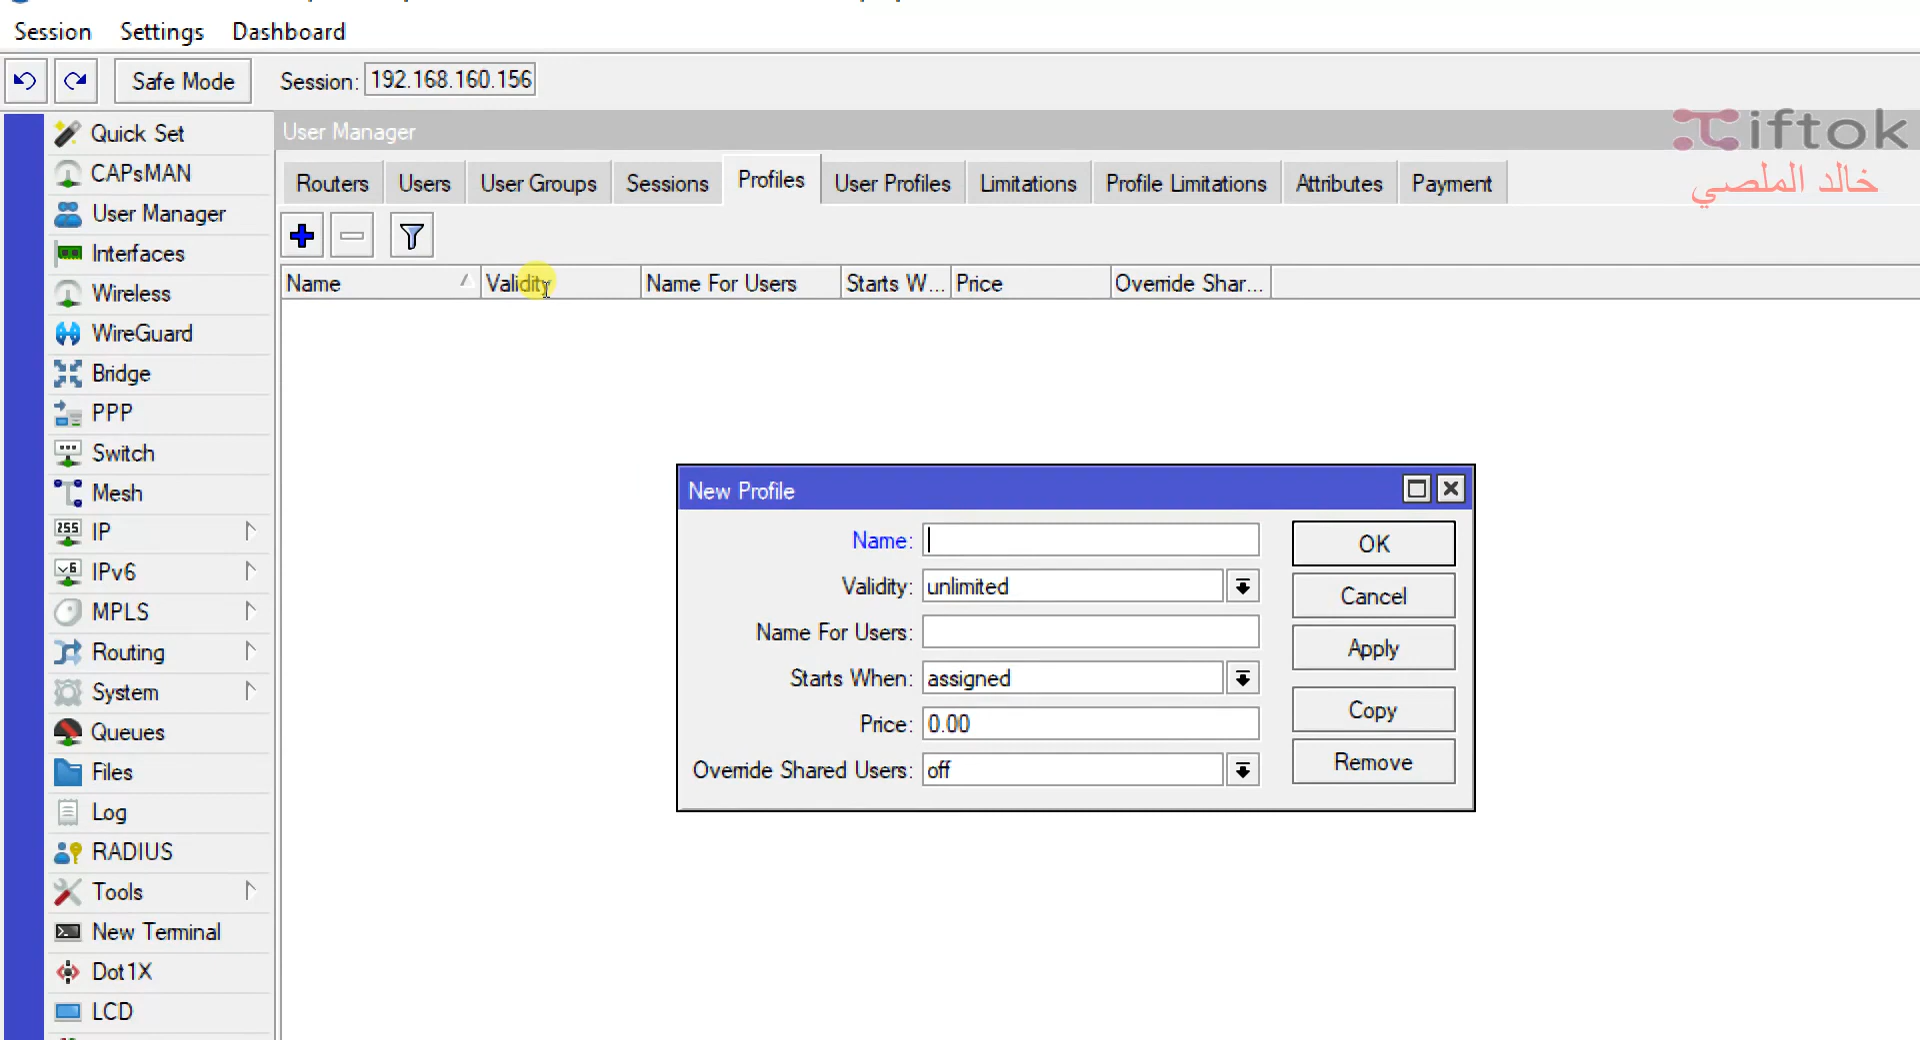 Session Settings Dashboard
Safe Mode Session: 192.168.160.156
Quick Set
CAPsMAN
User Manager
Interfaces
Wireless
WireGuard
Bridge
PPP
Switch
Mesh
255 IP
v6 IPv6
MPLS
Routing
System
Queues
Files
Log
RADIUS
Tools
New Terminal
Dot1X
LCD
User Manager
iftok
خالد الملصي
Routers Users User Groups Sessions Profiles User Profiles Limitations Profile Limitations Attributes Payment
Name Validity Name For Users Starts W... Price Override Shar...
New Profile
Name:
Validity: unlimited
Name For Users:
Starts When: assigned
Price: 0.00
Override Shared Users: off
OK
Cancel
Apply
Copy
Remove